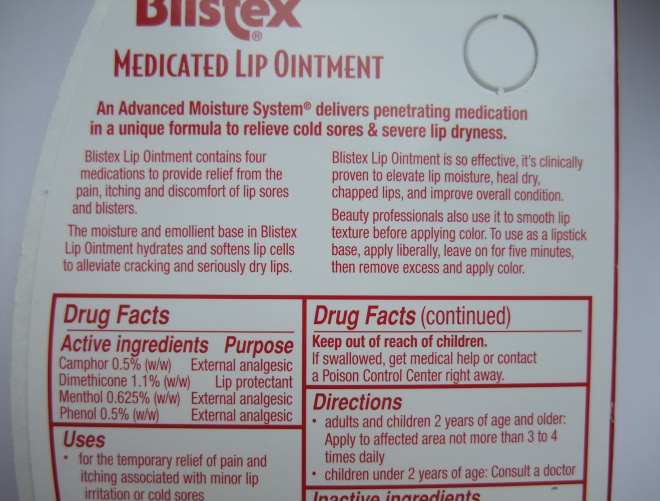 Blistex®
MEDICATED LIP OINTMENT
An Advanced Moisture System® delivers penetrating medication
in a unique formula to relieve cold sores & severe lip dryness.
Blistex Lip Ointment contains four
medications to provide relief from the
pain, itching and discomfort of lip sores
and blisters.
The moisture and emollient base in Blistex
Lip Ointment hydrates and softens lip cells
to alleviate cracking and seriously dry lips.
Blistex Lip Ointment is so effective, it's clinically
proven to elevate lip moisture, heal dry,
chapped lips, and improve overall condition.
Beauty professionals also use it to smooth lip
texture before applying color. To use as a lipstick
base, apply liberally, leave on for five minutes,
then remove excess and apply color.
Drug Facts
Active ingredients Purpose
Camphor 0.5% (w/w) External analgesic
Dimethicone 1.1% (w/w) Lip protectant
Menthol 0.625% (w/w) External analgesic
Phenol 0.5% (w/w) External analgesic
Uses
• for the temporary relief of pain and
itching associated with minor lip
irritation or cold sores
Drug Facts (continued)
Keep out of reach of children.
If swallowed, get medical help or contact
a Poison Control Center right away.
Directions
• adults and children 2 years of age and older:
Apply to affected area not more than 3 to 4
times daily
• children under 2 years of age: Consult a doctor
Inactive ingredients